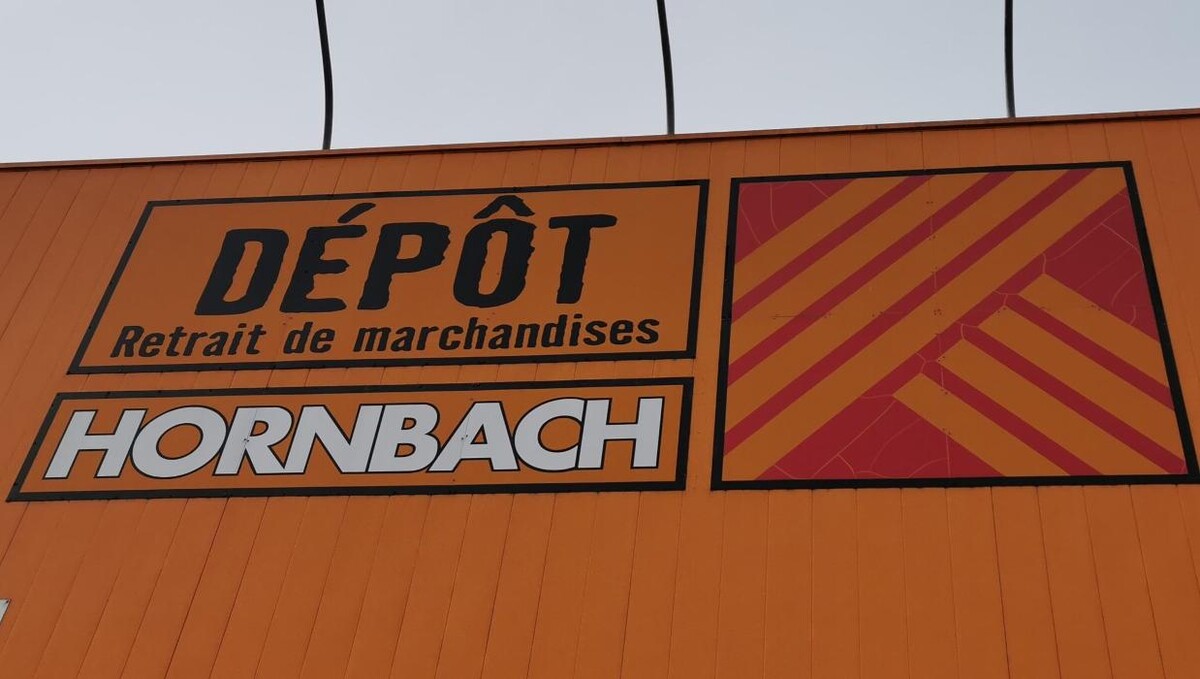 DÉPÔT
Retrait de marchandises
HORNBACH